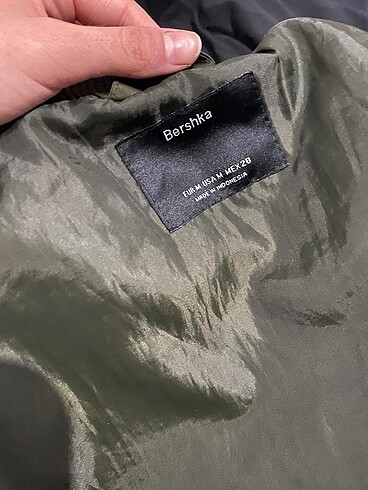 Bershka
EUR M USA M MEX 28
MADE IN INDONESIA